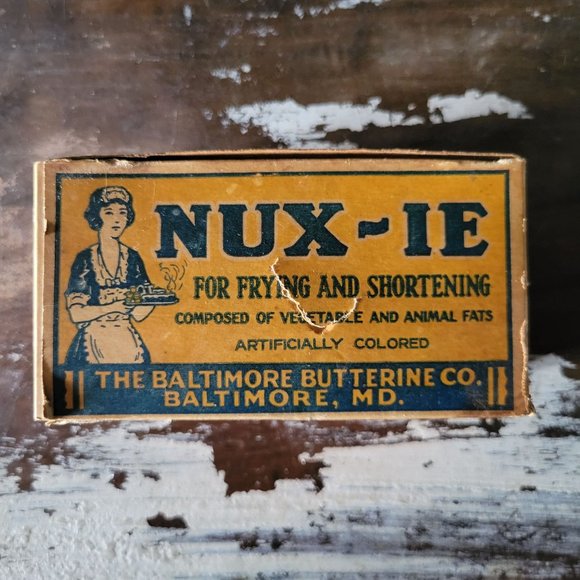 NUX-IE
FOR FRYING AND SHORTENING
COMPOSED OF VEGETABLE AND ANIMAL FATS
ARTIFICIALLY COLORED
THE BALTIMORE BUTTERINE CO.
BALTIMORE, MD.